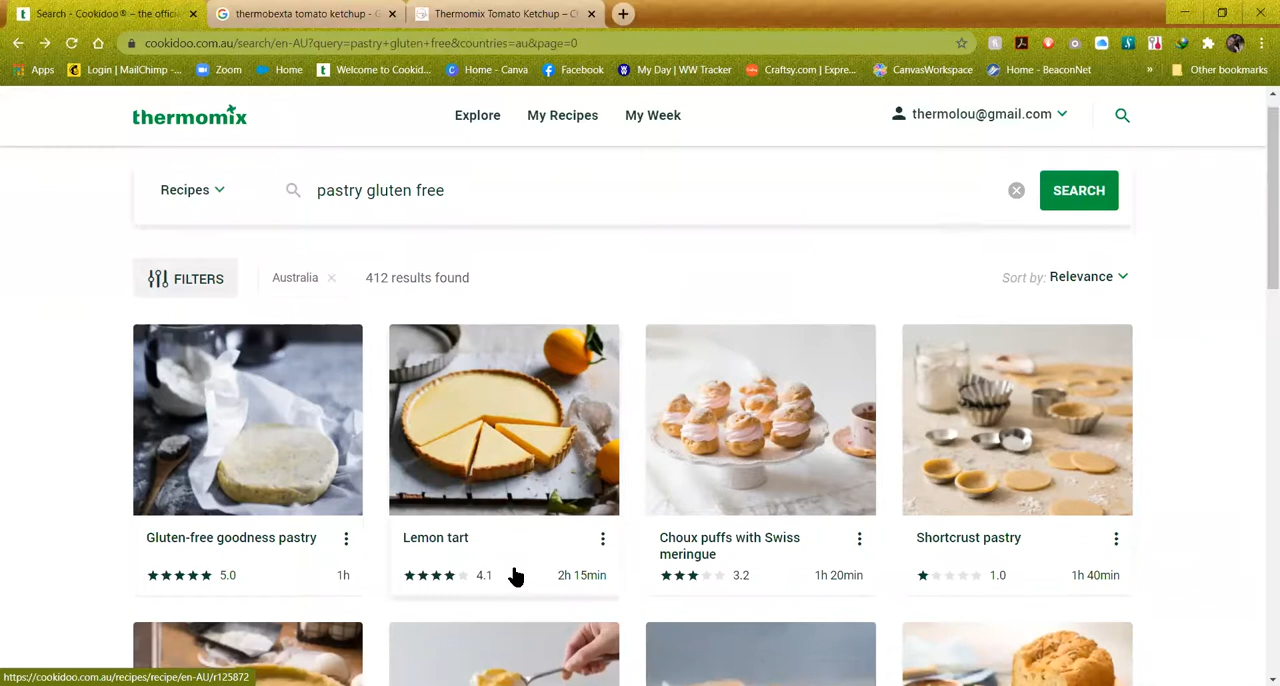 Search - Cookidoo® – the offici
thermobexta tomato ketchup - G
Thermomix Tomato Ketchup – C
cookidoo.com.au/search/en-AU?query=pastry+gluten+free&countries=au&page=0
Apps
Login | MailChimp -...
Zoom
Home
Welcome to Cookid...
Home - Canva
Facebook
My Day | WW Tracker
Craftsy.com | Expre...
CanvasWorkspace
Home - BeaconNet
»
Other bookmarks
thermomix
Explore
My Recipes
My Week
thermolou@gmail.com
Recipes
pastry gluten free
SEARCH
FILTERS
Australia
412 results found
Sort by: Relevance
Gluten-free goodness pastry
5.0
1h
Lemon tart
4.1
2h 15min
Choux puffs with Swiss
meringue
3.2
1h 20min
Shortcrust pastry
1.0
1h 40min
https://cookidoo.com.au/recipes/recipe/en-AU/r125872